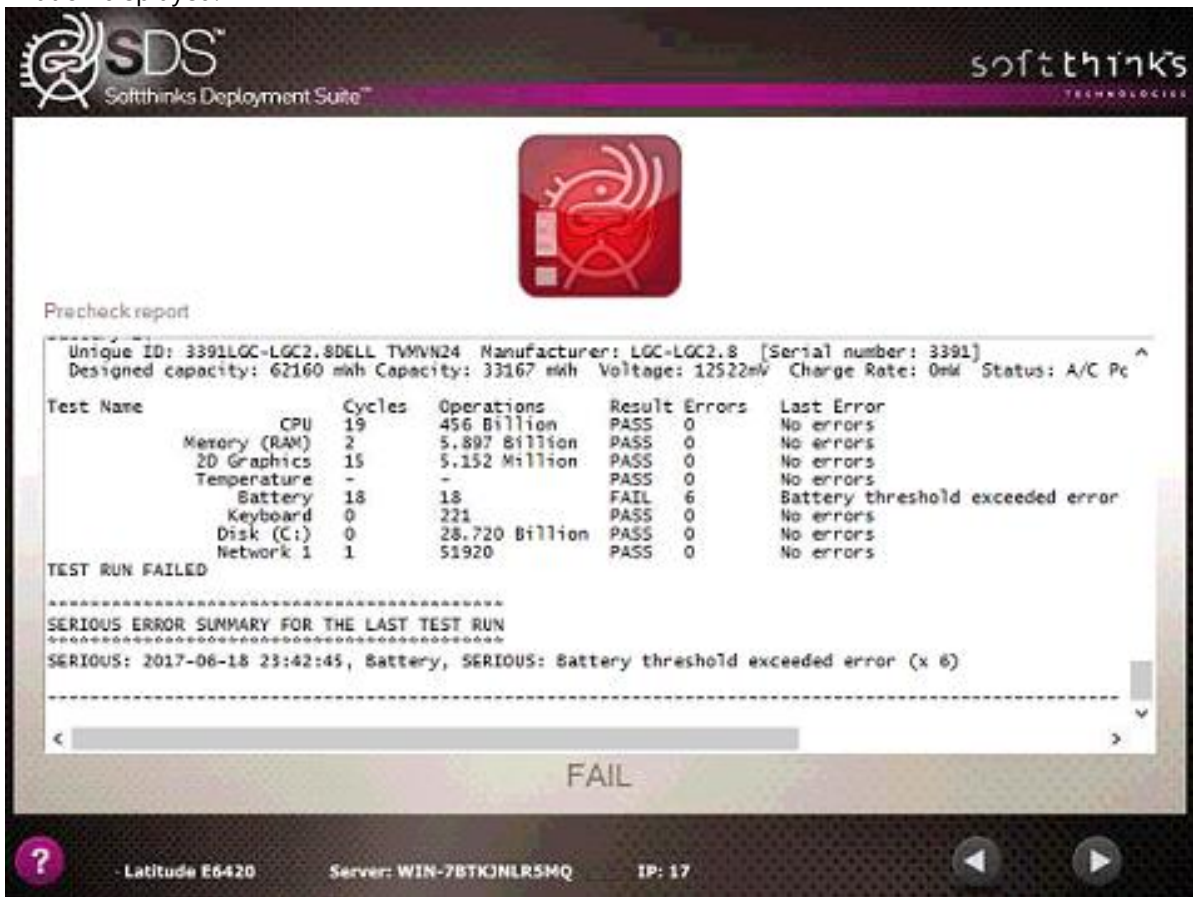 SDS™
Softthinks Deployment Suite™
softthinks
TECHNOLOGIES
Precheck report
Unique ID: 3391LGC-LGC2.8DELL TVMVN24 Manufacturer: LGC-LGC2.8 [Serial number: 3391]
Designed capacity: 62160 mWh Capacity: 33167 mWh Voltage: 12522mV Charge Rate: 0mW Status: A/C Pc
Test Name Cycles Operations Result Errors Last Error
CPU 19 456 Billion PASS 0 No errors
Memory (RAM) 2 5.897 Billion PASS 0 No errors
2D Graphics 15 5.152 Million PASS 0 No errors
Temperature - - PASS 0 No errors
Battery 18 18 FAIL 6 Battery threshold exceeded error
Keyboard 0 221 PASS 0 No errors
Disk (C:) 0 28.720 Billion PASS 0 No errors
Network 1 1 51920 PASS 0 No errors
TEST RUN FAILED
SERIOUS ERROR SUMMARY FOR THE LAST TEST RUN
SERIOUS: 2017-06-18 23:42:45, Battery, SERIOUS: Battery threshold exceeded error (x 6)
FAIL
? Latitude E6420 Server: WIN-7BTKJNLR5MQ IP: 17